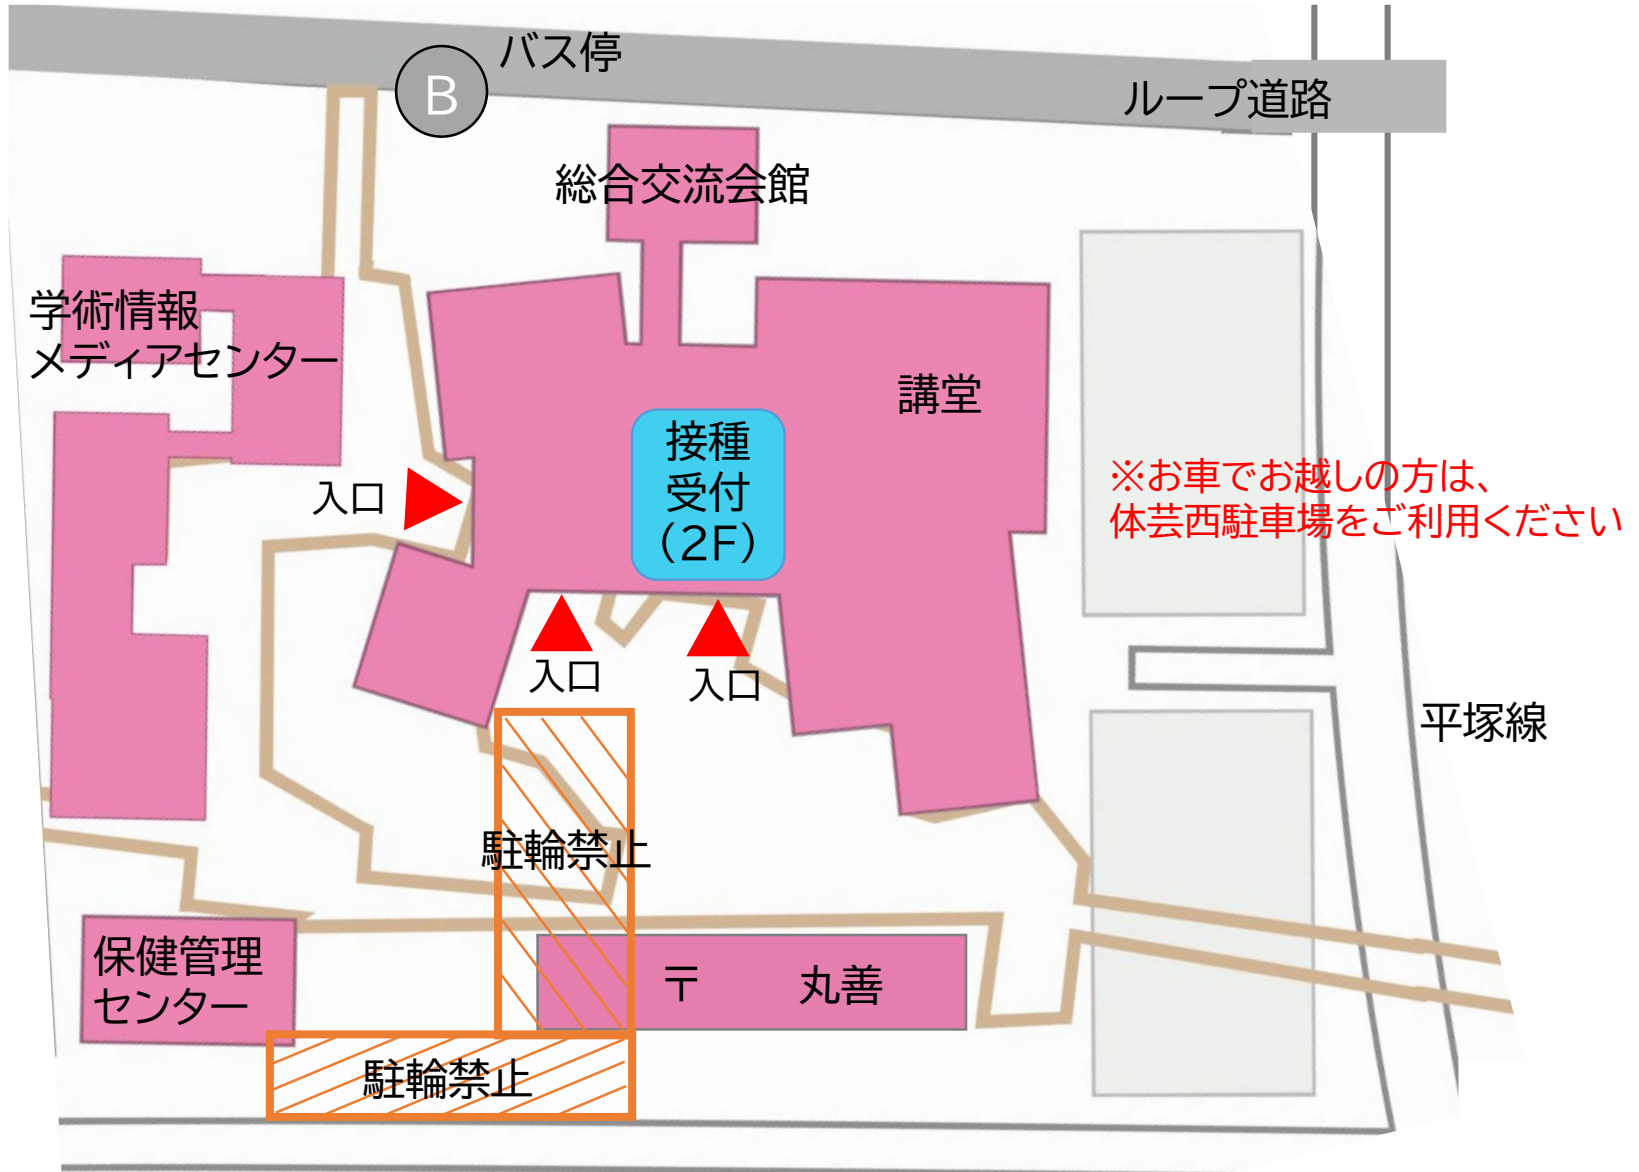 バス停
B
ループ道路
総合交流会館
学術情報
メディアセンター
講堂
接種
受付
（2F）
入口
※お車でお越しの方は、
体芸西駐車場をご利用ください
入口
入口
平塚線
駐輪禁止
保健管理
センター
〒 丸善
駐輪禁止